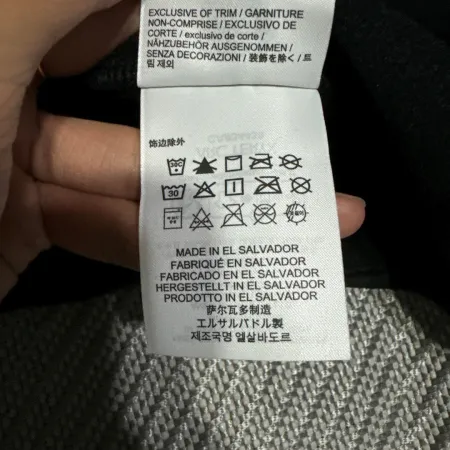 EXCLUSIVE OF TRIM / GARNITURE
NON-COMPRISE / EXCLUSIVO DE
CORTE / exclusivo de corte /
NÄHZUBEHÖR AUSGENOMMEN /
SENZA DECORAZIONI / 装飾を除く / 트
림 제외
饰边除外
30C
30
MADE IN EL SALVADOR
FABRIQUÉ EN EL SALVADOR
FABRICADO EN EL SALVADOR
HERGESTELLT IN EL SALVADOR
PRODOTTO IN EL SALVADOR
萨尔瓦多制造
エルサルバドル製
제조국명 엘살바도르